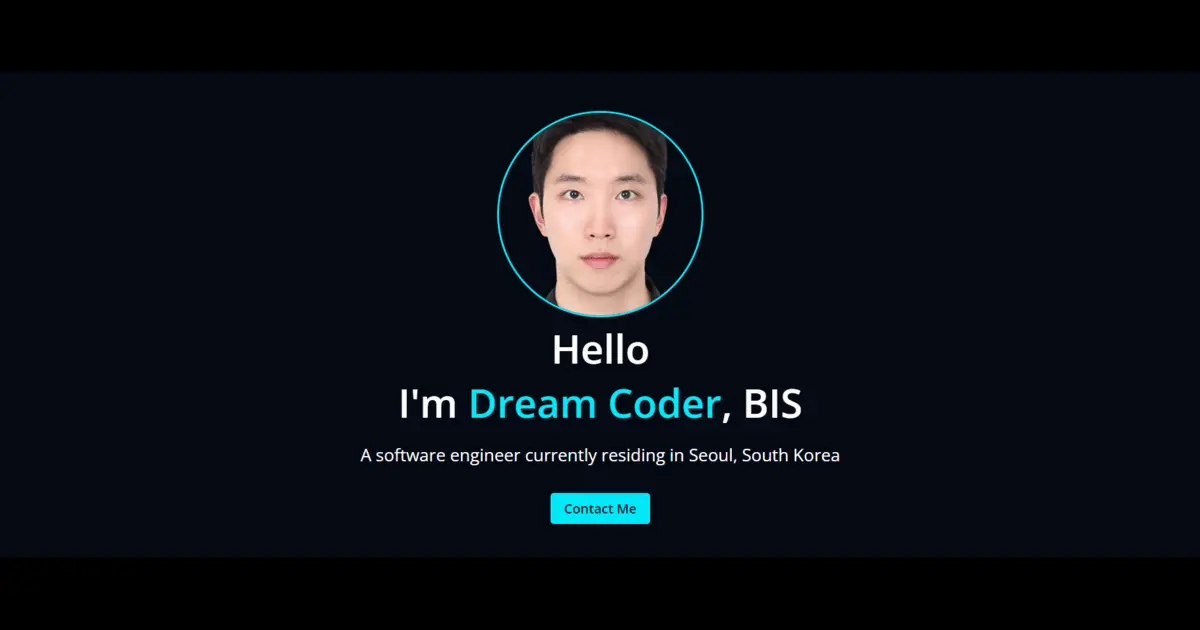 Hello
I'm Dream Coder, BIS
A software engineer currently residing in Seoul, South Korea
Contact Me